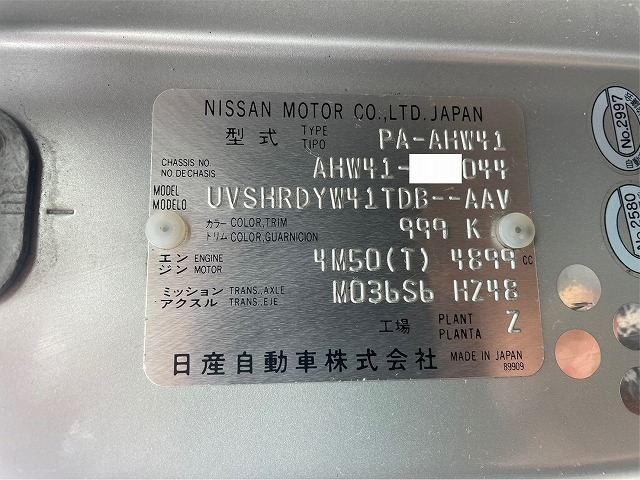 NISSAN MOTOR CO.,LTD. JAPAN
型式 TYPE TIPO PA-AHW41
CHASSIS NO. NO. DE CHASIS AHW41- 044
MODEL MODELO UVSHRDYW41TDB--AAV
カラー COLOR,TRIM トリム COLOR,GUARNICION 999 K
エンジン ENGINE MOTOR 4M50(T) 4899 cc
ミッション TRANS.,AXLE アクスル TRANS.,EJE M036S6 HZ48
工場 PLANT PLANTA Z
日産自動車株式会社 MADE IN JAPAN
89909
No.2997
No.2580